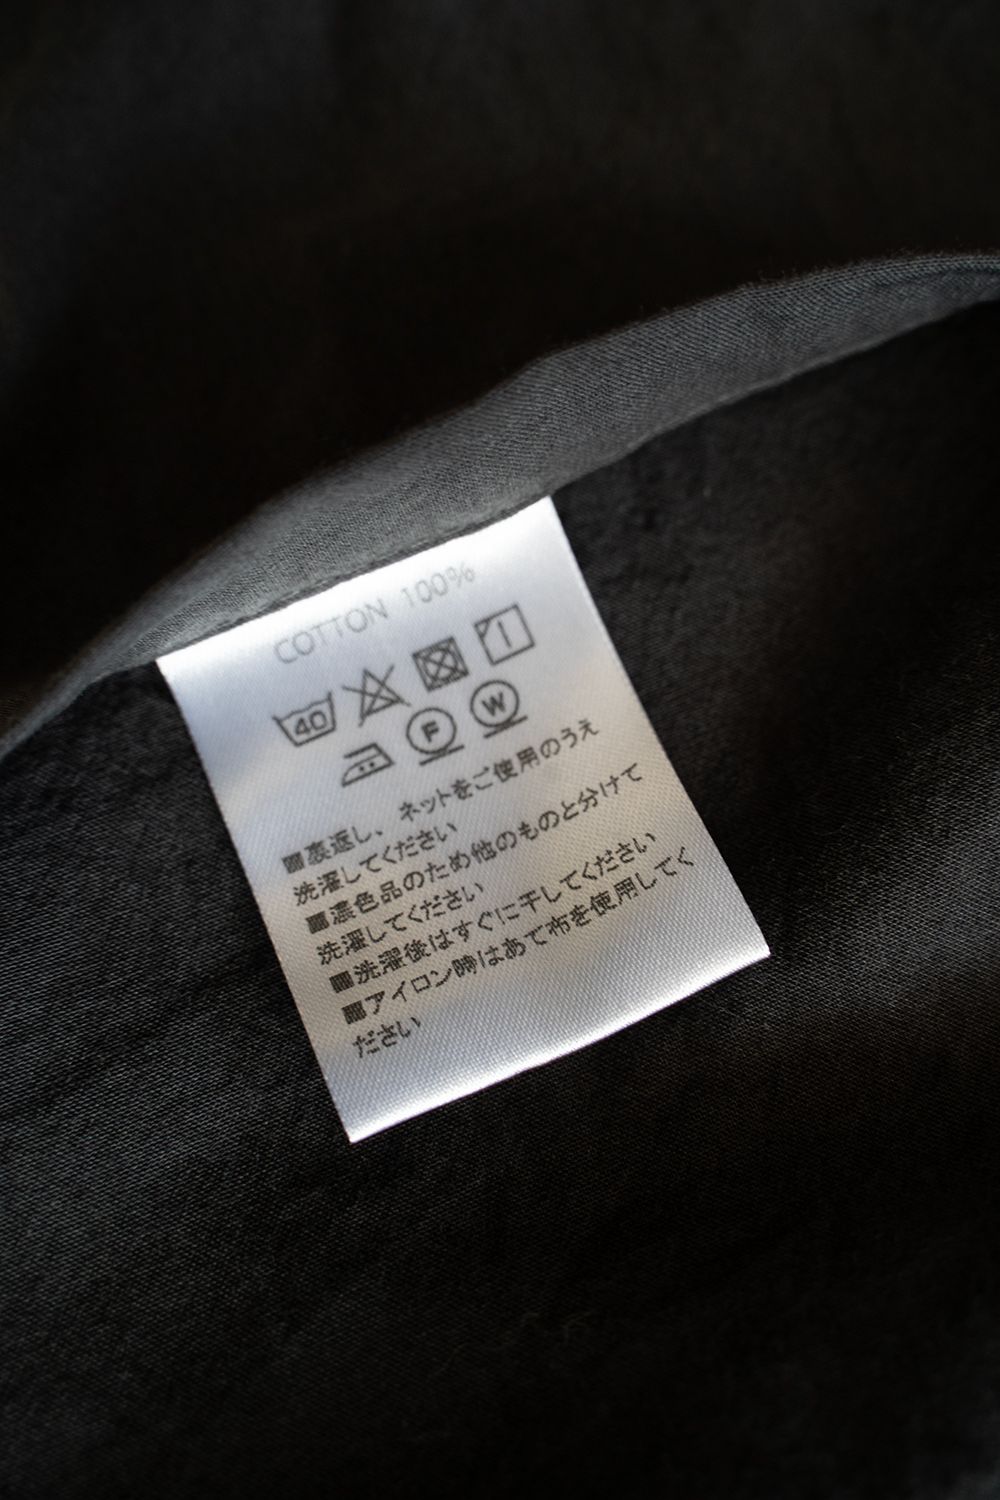 COTTON 100%
40
F W
■裏返し、ネットをご使用のうえ
洗濯してください
■濃色品のため他のものと分けて
洗濯してください
■洗濯後はすぐに干してください
■アイロン時はあて布を使用してく
ださい